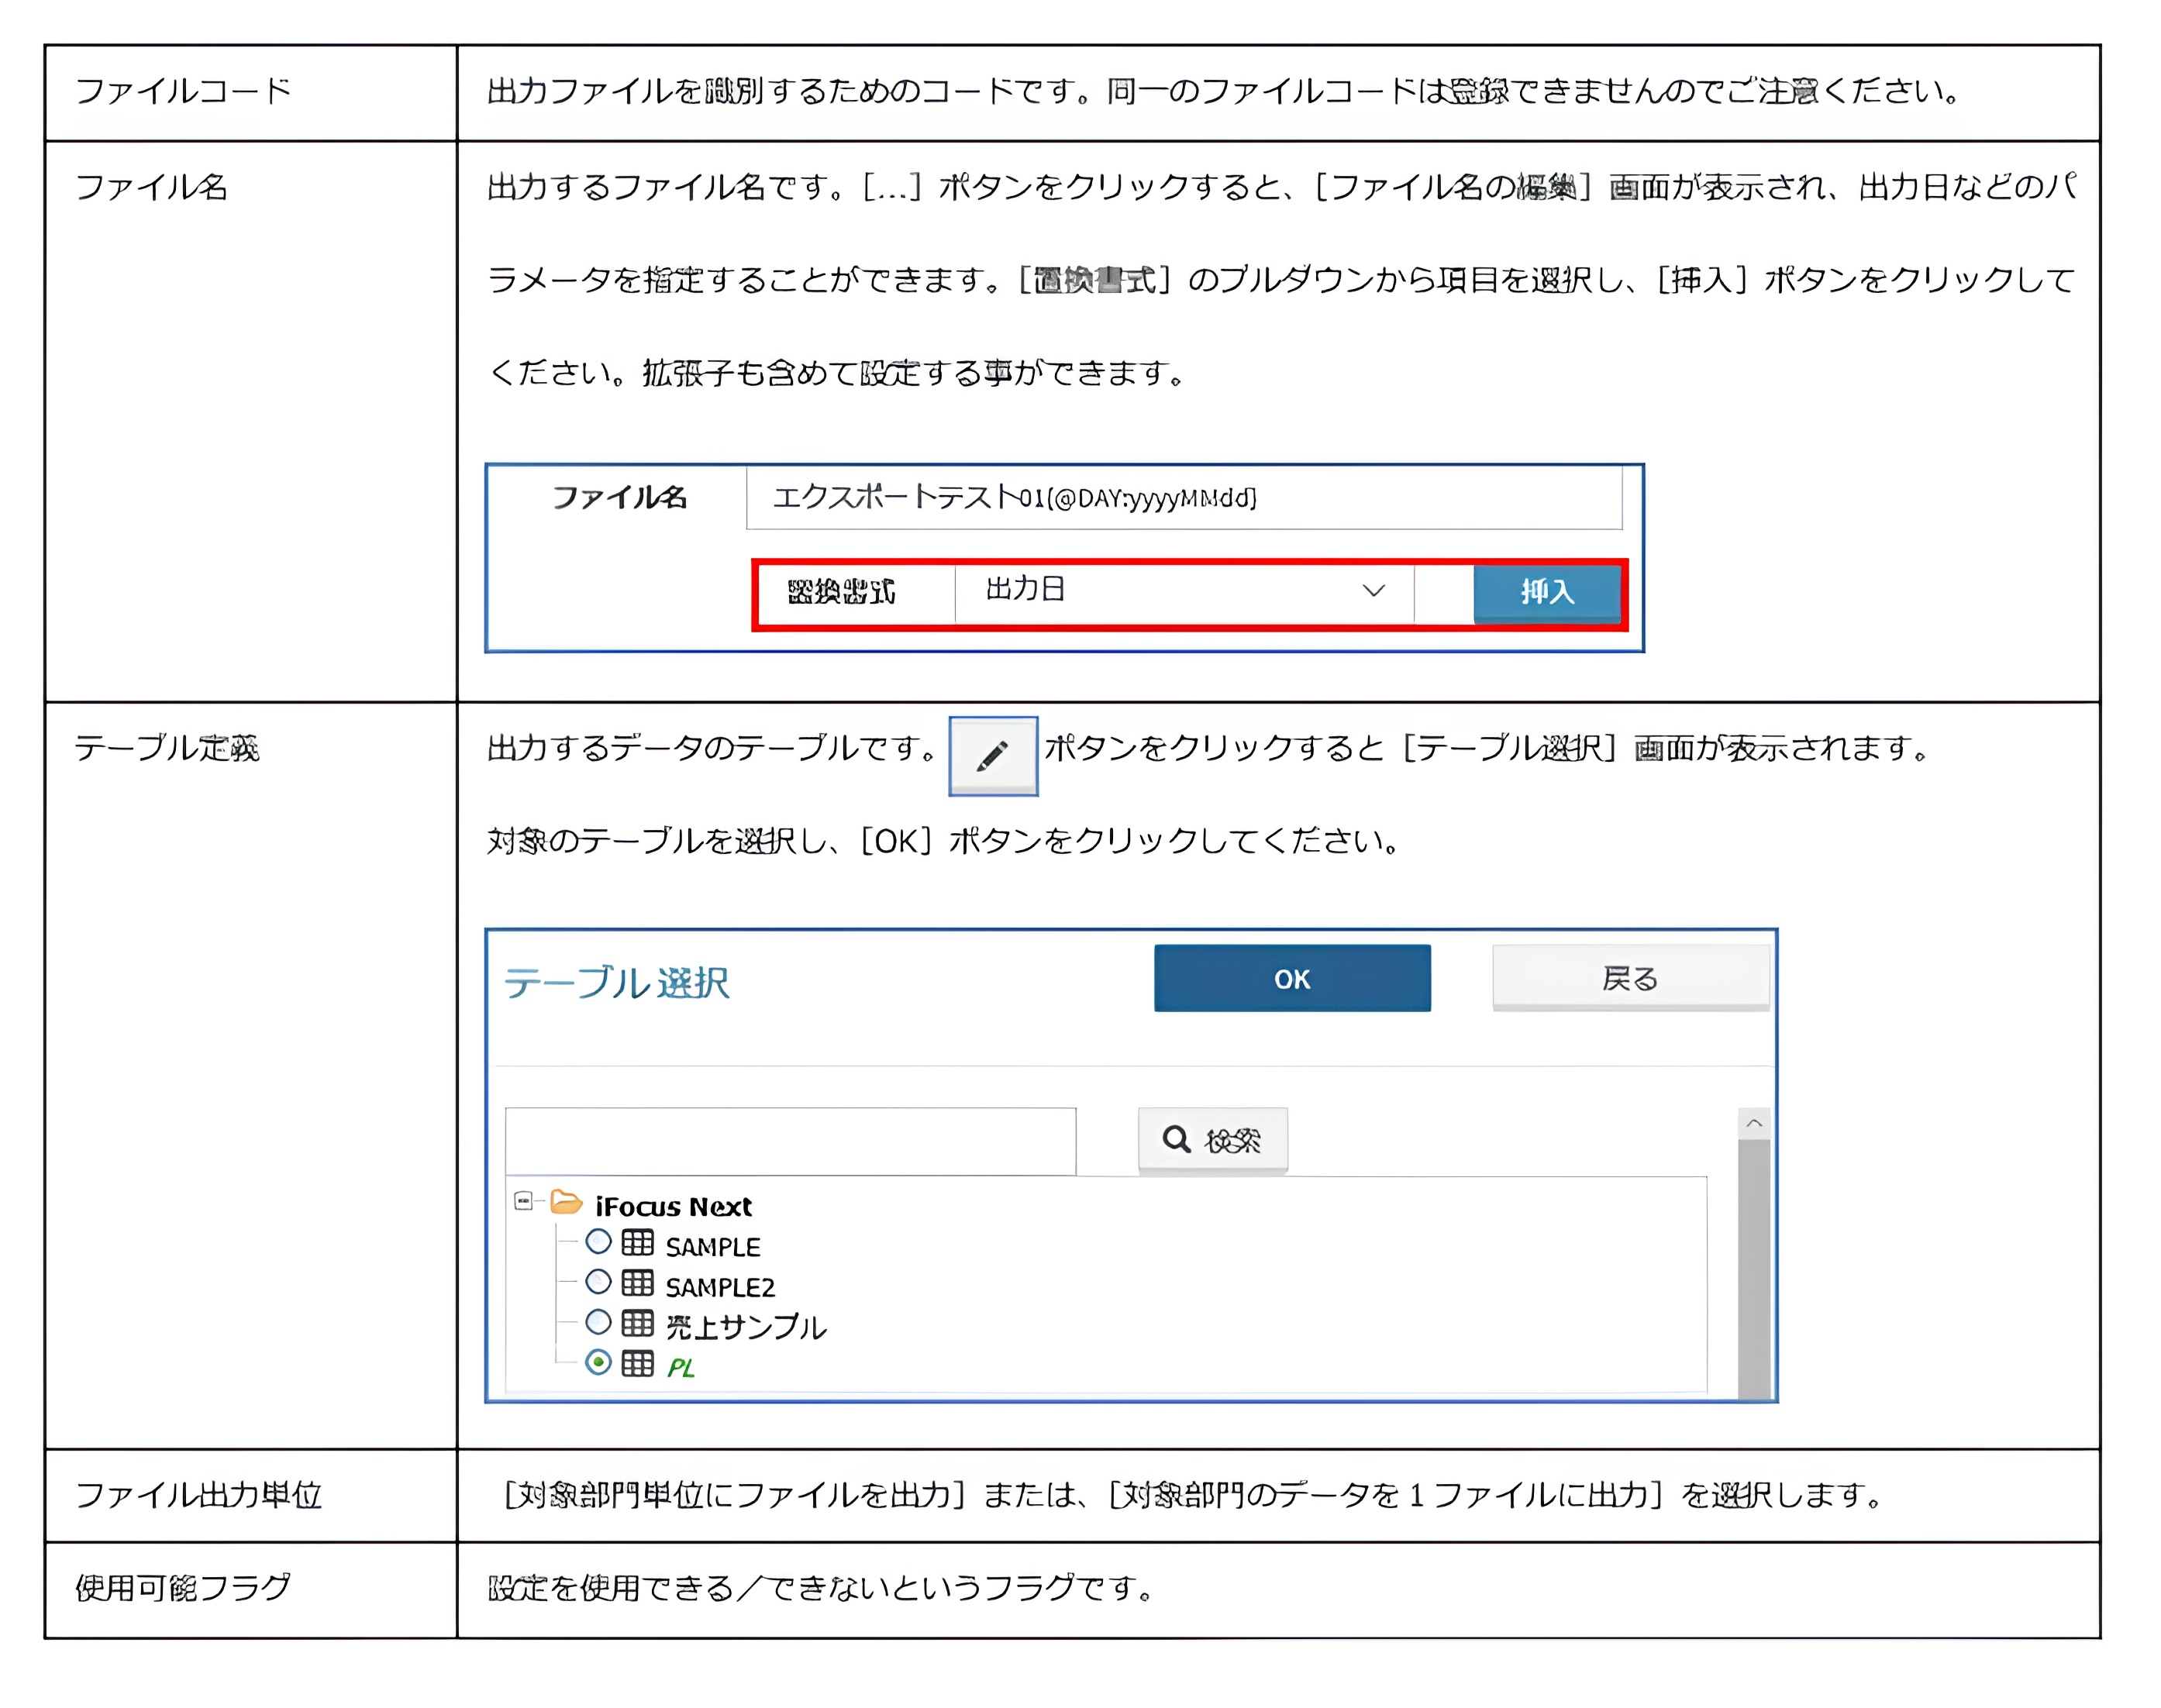 ファイルコード
出力ファイルを識別するためのコードです。同一のファイルコードは登録できませんのでご注意ください。
ファイル名
出力するファイル名です。[...] ボタンをクリックすると、[ファイル名の編集] 画面が表示され、出力日などのパ
ラメータを指定することができます。[置換書式] のプルダウンから項目を選択し、[挿入] ボタンをクリックして
ください。拡張子も含めて設定する事ができます。
ファイル名 エクスポートテスト01[@DAY:yyyyMMdd]
置換書式 出力日 挿入
テーブル定義
出力するデータのテーブルです。 ボタンをクリックすると [テーブル選択] 画面が表示されます。
対象のテーブルを選択し、[OK] ボタンをクリックしてください。
テーブル選択 OK 戻る
検索
iFocus Next
SAMPLE
SAMPLE2
売上サンプル
PL
ファイル出力単位
[対象部門単位にファイルを出力] または、[対象部門のデータを 1 ファイルに出力] を選択します。
使用可能フラグ
設定を使用できる／できないというフラグです。